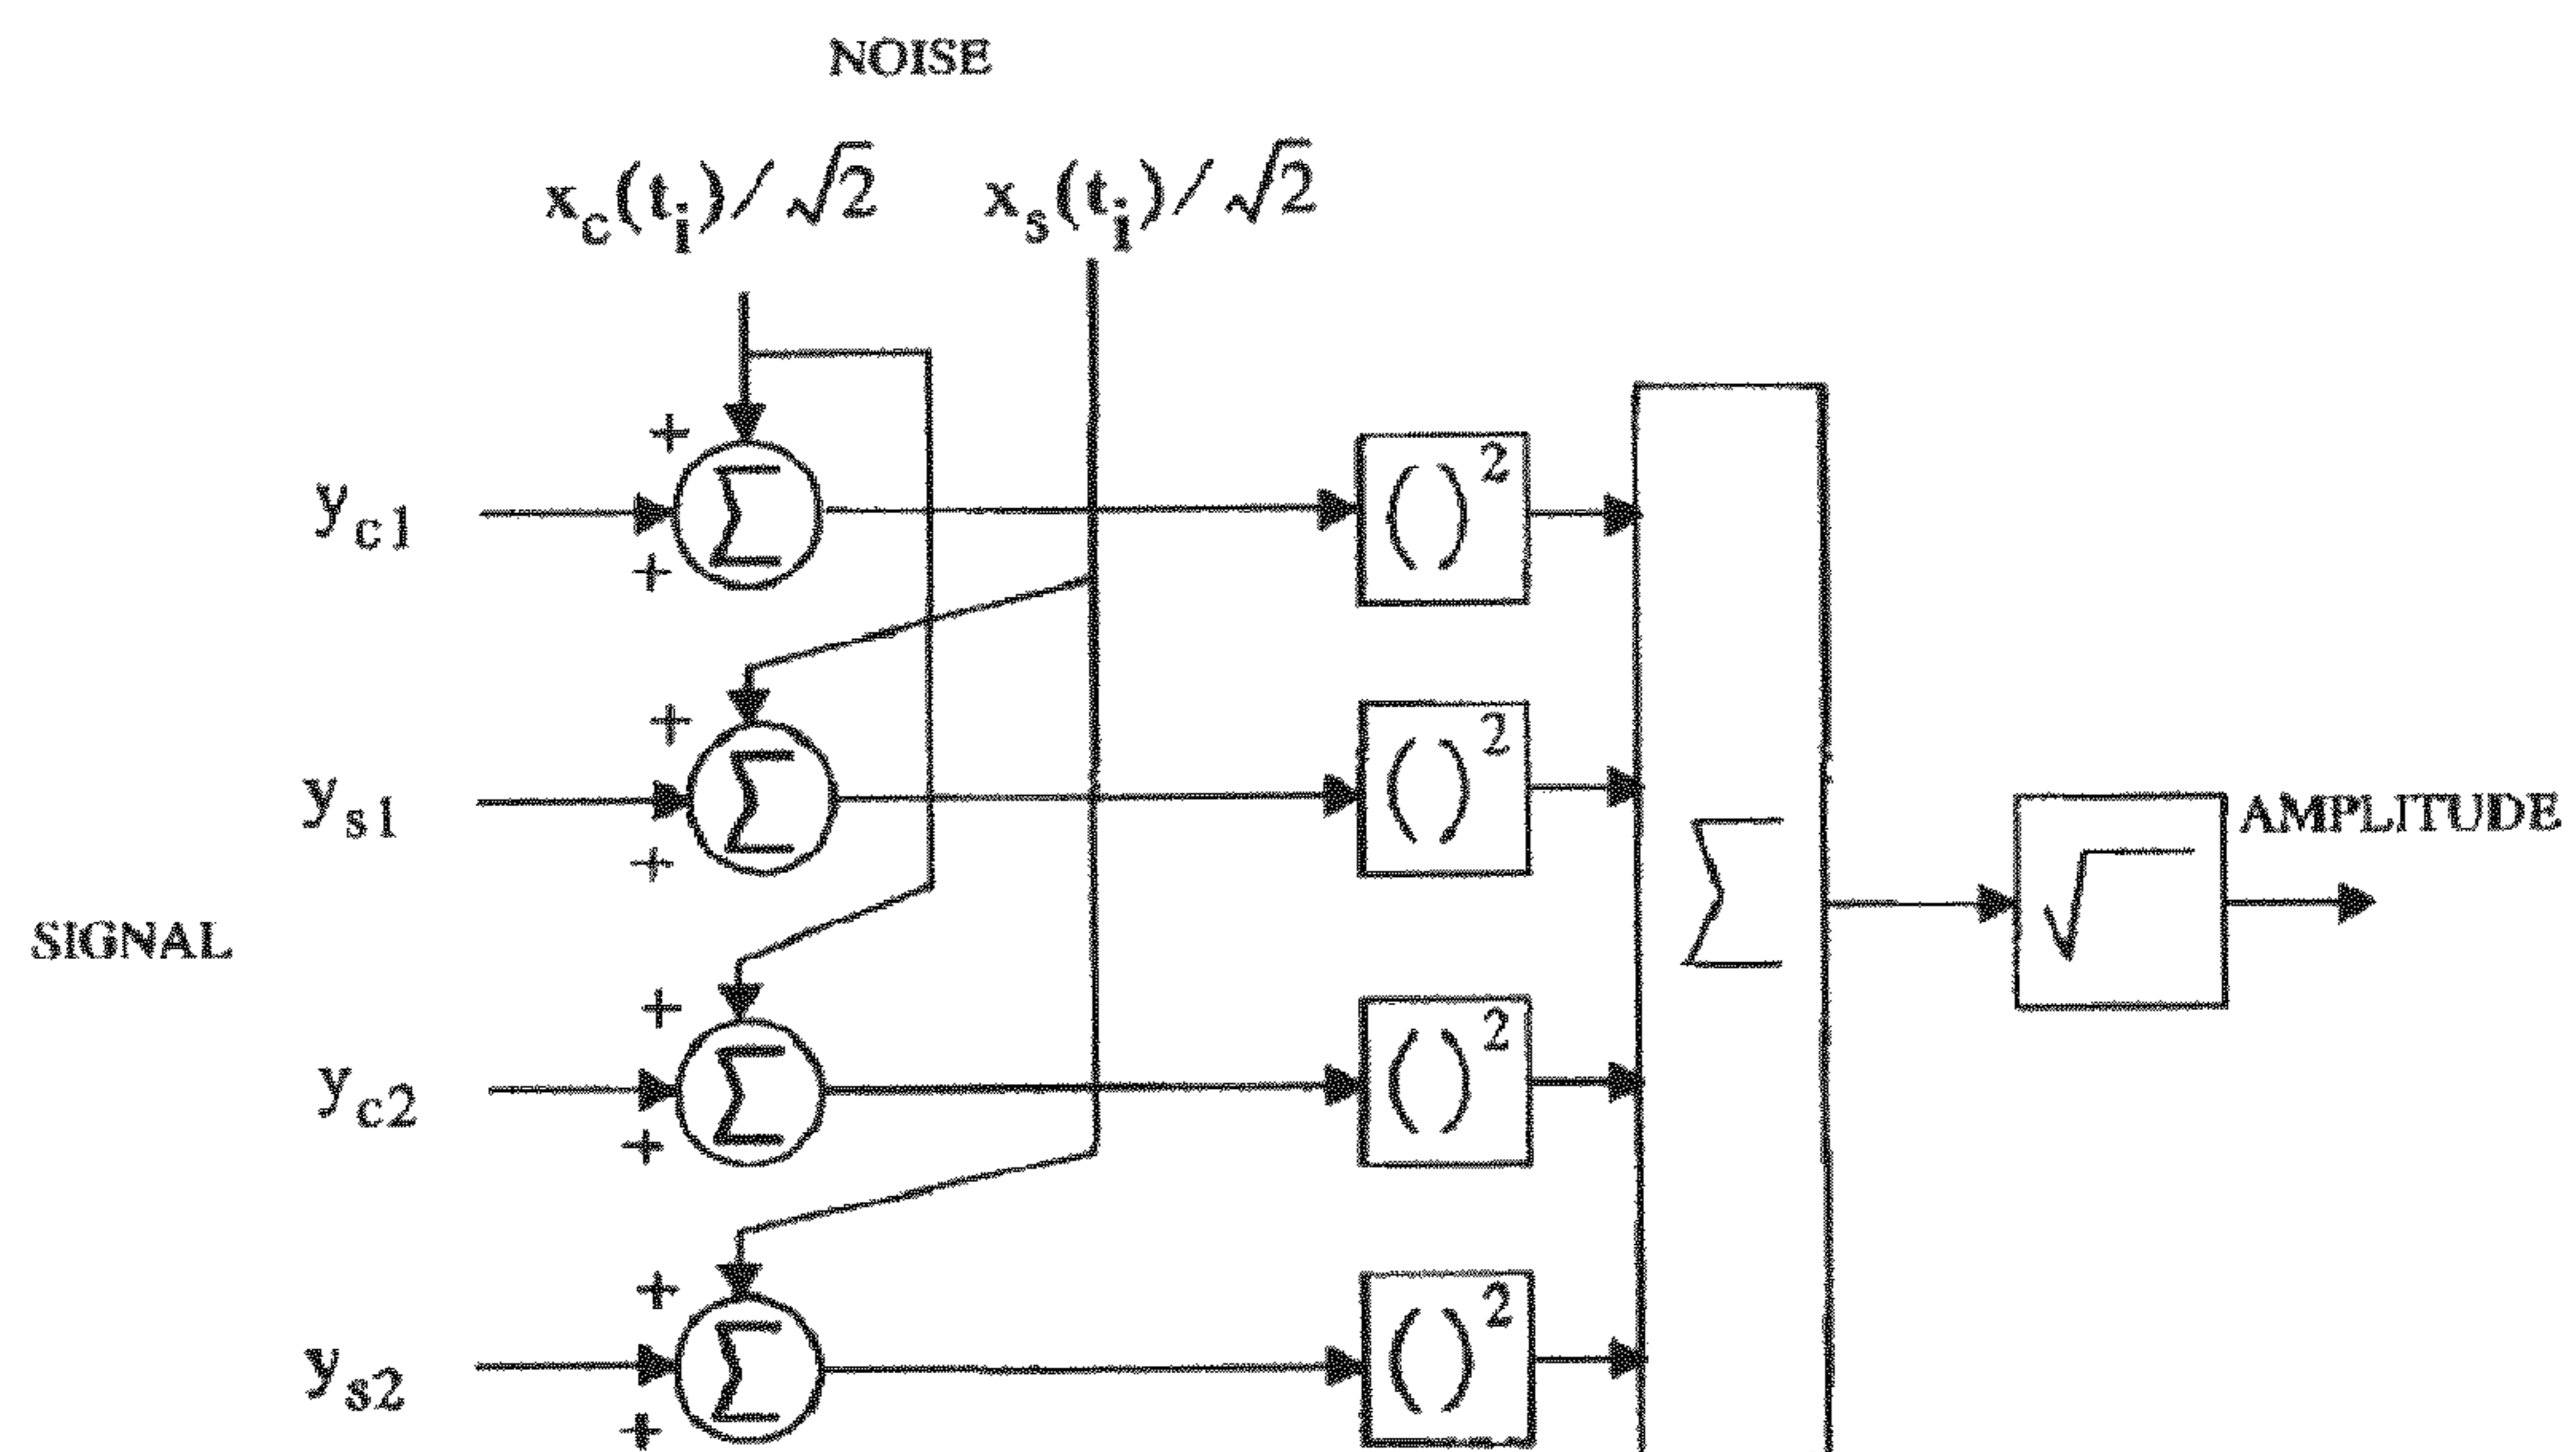 NOISE
x_c(t_i)/√2 x_s(t_i)/√2
+
y_c1 Σ ( )^2
+
+
y_s1 Σ ( )^2
+
Σ √ AMPLITUDE
SIGNAL
+
y_c2 Σ ( )^2
+
+
y_s2 Σ ( )^2
+